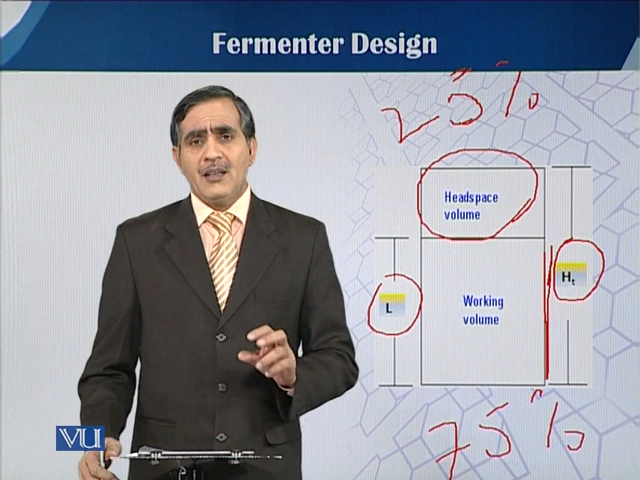 Fermenter Design
25%
Headspace
volume
L
Working
volume
Ht
75%
VU